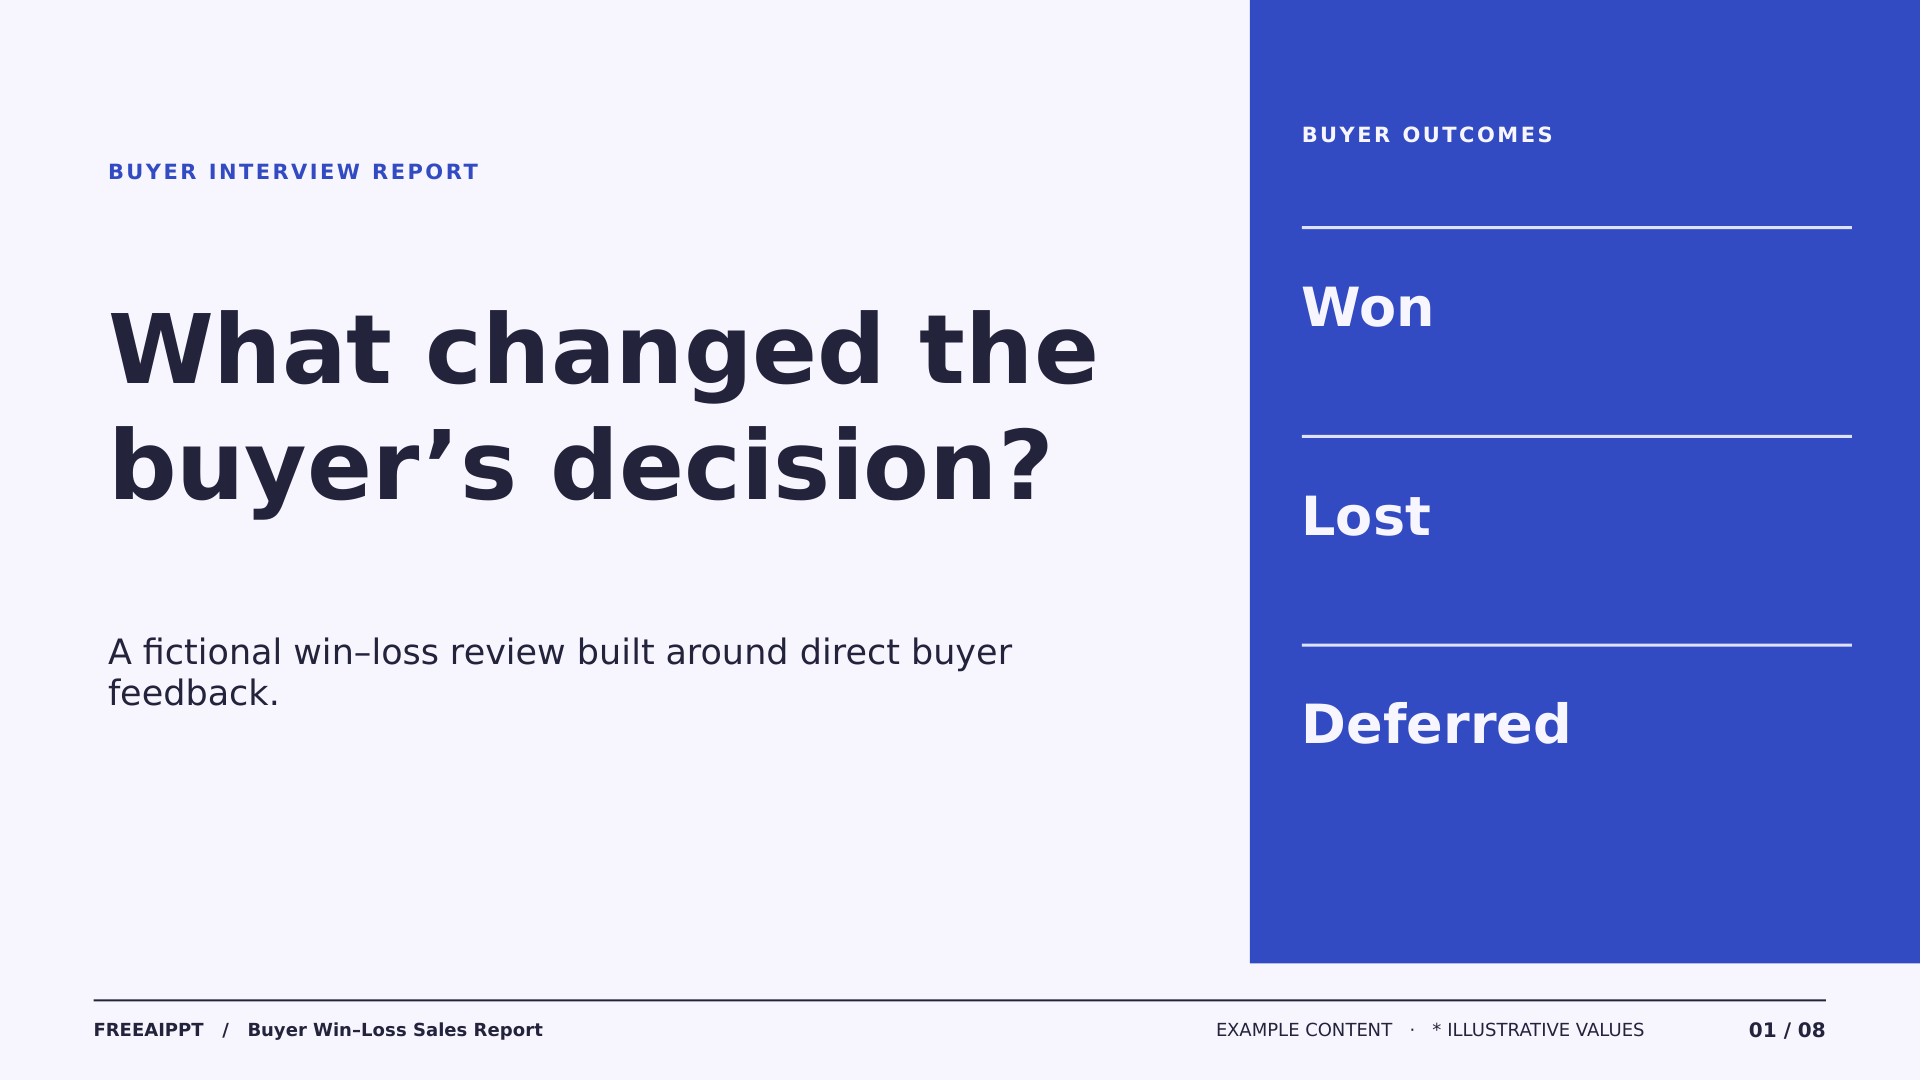 BUYER INTERVIEW REPORT
What changed the
buyer’s decision?
A fictional win–loss review built around direct buyer
feedback.
BUYER OUTCOMES
Won
Lost
Deferred
FREEAIPPT / Buyer Win–Loss Sales Report
EXAMPLE CONTENT · * ILLUSTRATIVE VALUES
01 / 08